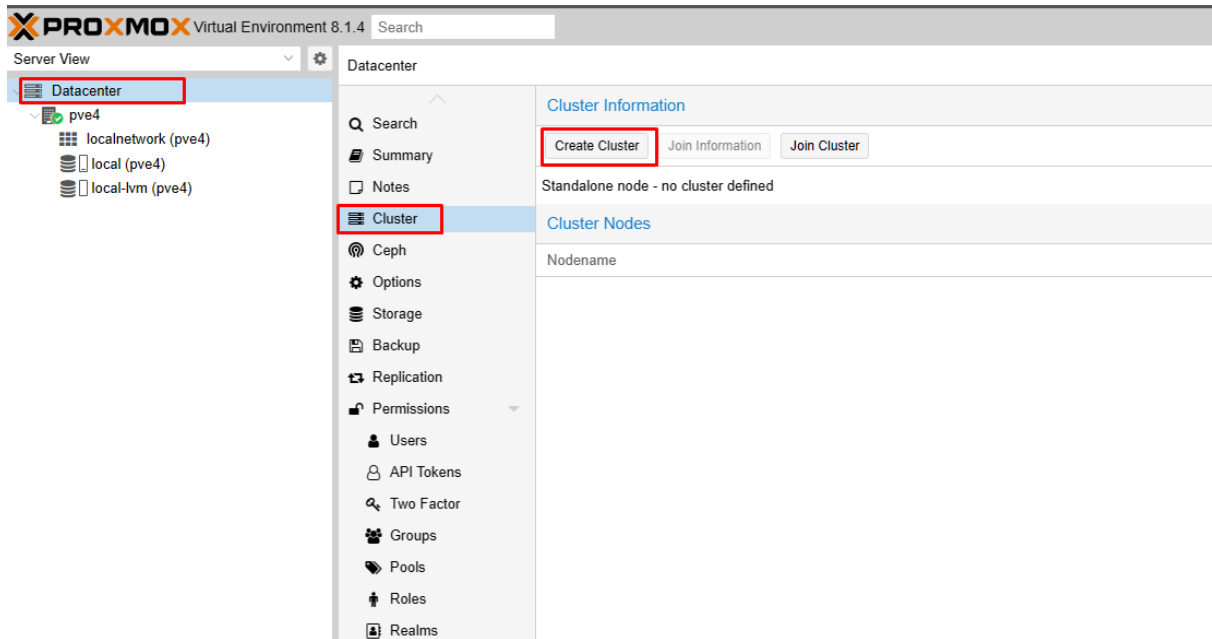 PROXMOX Virtual Environment 8.1.4 Search
Server View
Datacenter
pve4
localnetwork (pve4)
local (pve4)
local-lvm (pve4)
Datacenter
Search
Summary
Notes
Cluster
Ceph
Options
Storage
Backup
Replication
Permissions
Users
API Tokens
Two Factor
Groups
Pools
Roles
Realms
Cluster Information
Create Cluster Join Information Join Cluster
Standalone node - no cluster defined
Cluster Nodes
Nodename